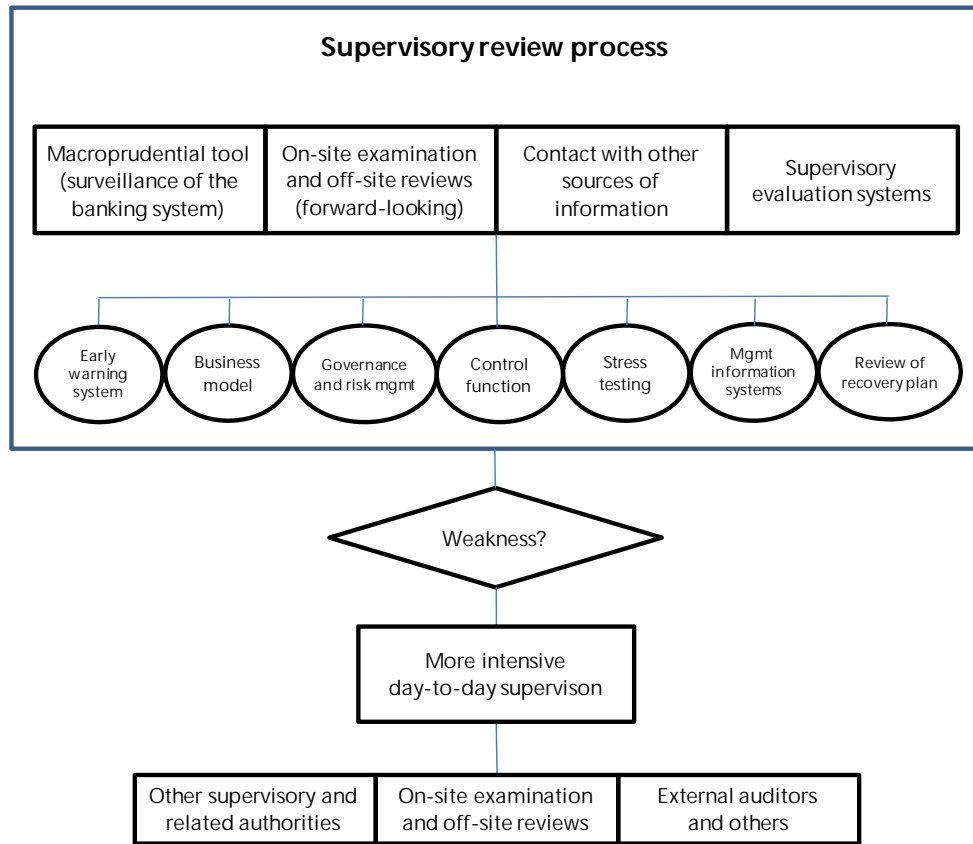 Supervisory review process
Macroprudential tool
(surveillance of the
banking system)
On-site examination
and off-site reviews
(forward-looking)
Contact with other
sources of
information
Supervisory
evaluation systems
Early
warning
system
Business
model
Governance
and risk mgmt
Control
function
Stress
testing
Mgmt
information
systems
Review of
recovery plan
Weakness?
More intensive
day-to-day supervison
Other supervisory and
related authorities
On-site examination
and off-site reviews
External auditors
and others